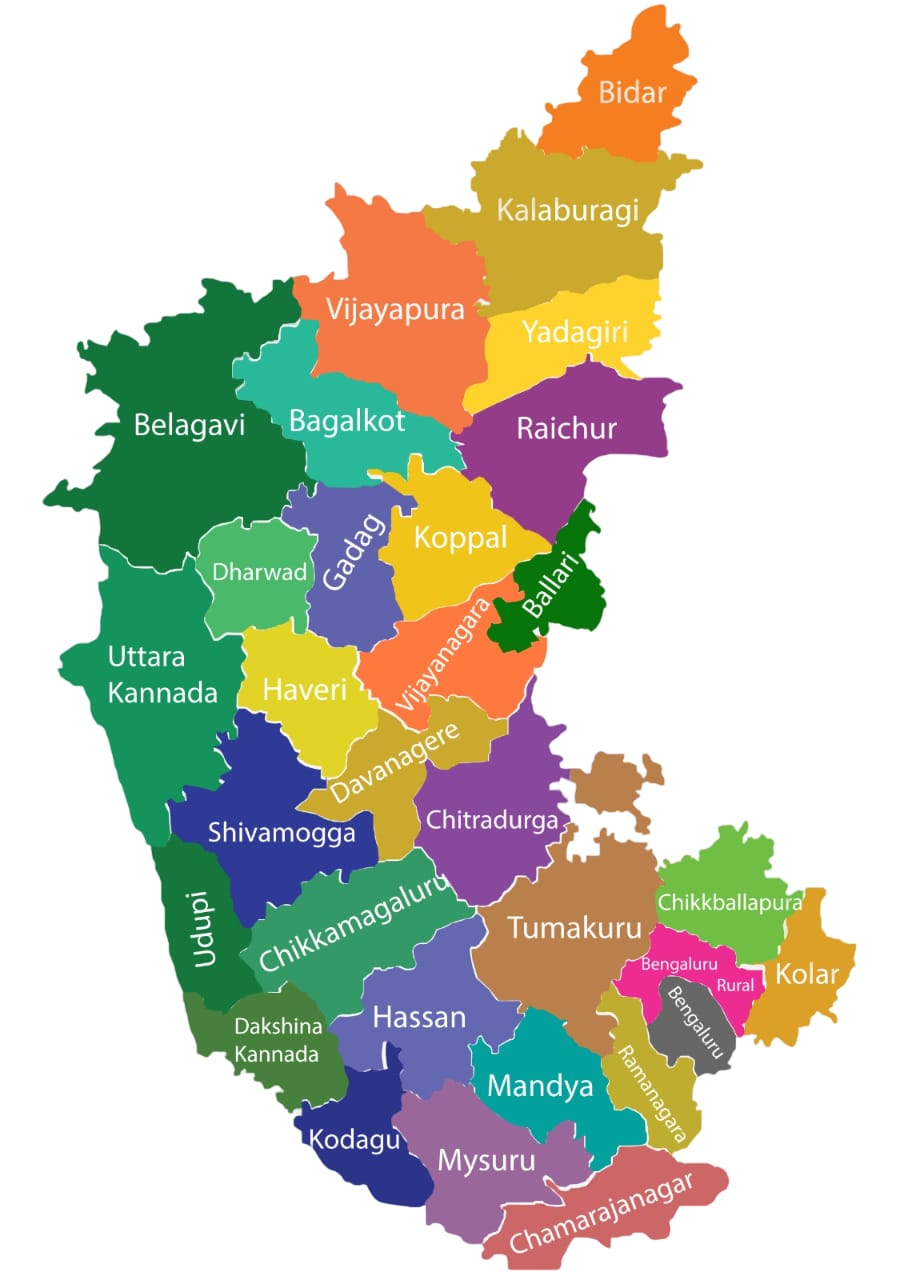 Bidar
Kalaburagi
Vijayapura
Yadagiri
Belagavi
Bagalkot
Raichur
Gadag
Koppal
Dharwad
Ballari
Vijayanagara
Uttara
Kannada
Haveri
Davanagere
Shivamogga
Chitradurga
Chikkballapura
Udupi
Chikkamagaluru
Tumakuru
Bengaluru
Rural
Kolar
Bengaluru
Hassan
Dakshina
Kannada
Mandya
Ramanagara
Kodagu
Mysuru
Chamarajanagar